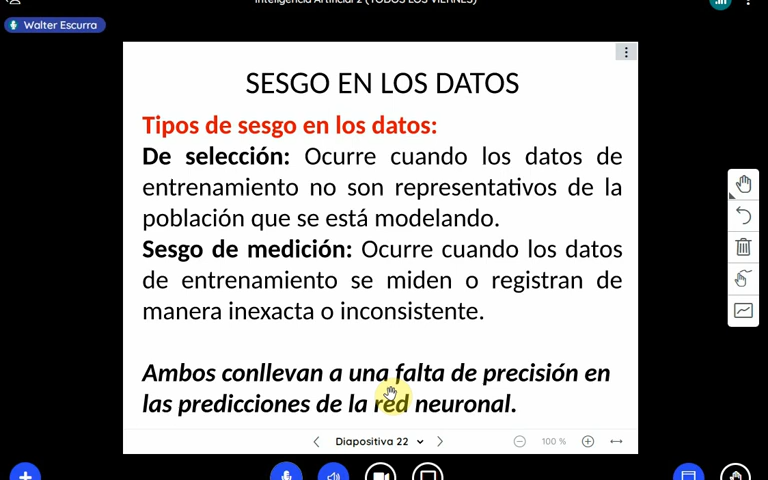 Inteligencia Artificial 2 (TODOS LOS VIERNES)
Walter Escurra
SESGO EN LOS DATOS
Tipos de sesgo en los datos:
De selección: Ocurre cuando los datos de
entrenamiento no son representativos de la
población que se está modelando.
Sesgo de medición: Ocurre cuando los datos
de entrenamiento se miden o registran de
manera inexacta o inconsistente.
Ambos conllevan a una falta de precisión en
las predicciones de la red neuronal.
Diapositiva 22
100 %